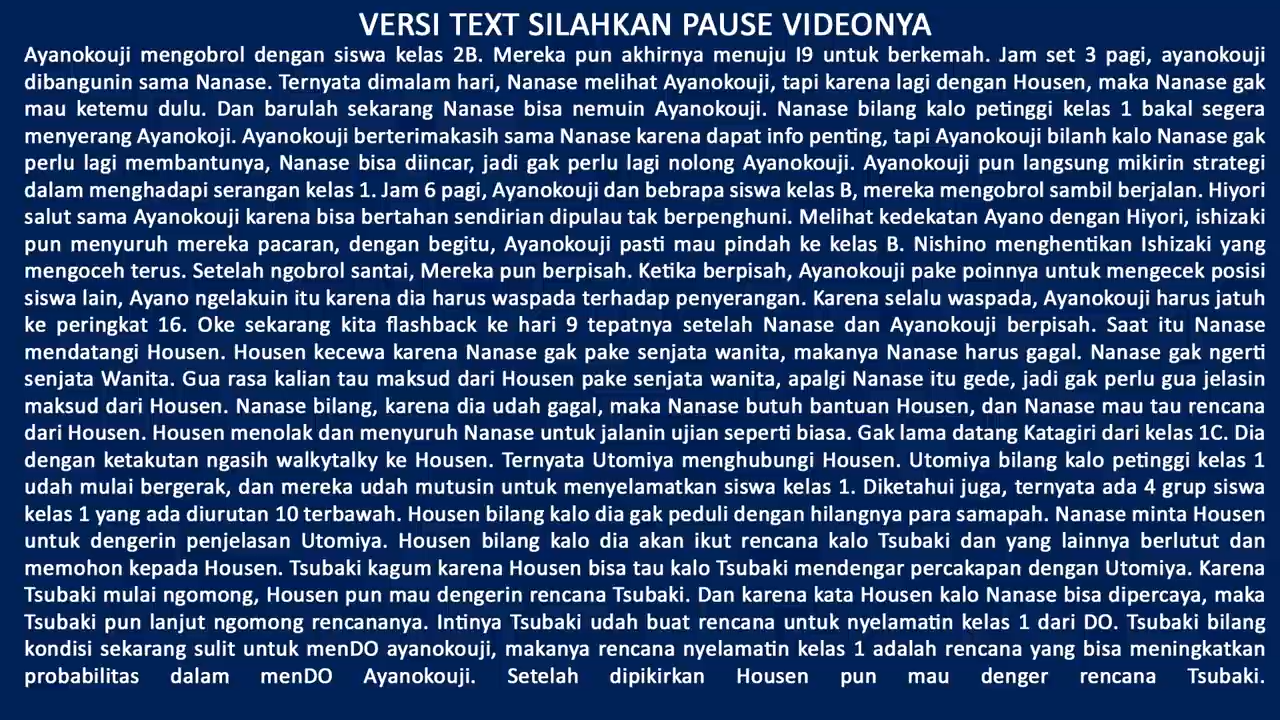 VERSI TEXT SILAHKAN PAUSE VIDEONYA
Ayanokouji mengobrol dengan siswa kelas 2B. Mereka pun akhirnya menuju I9 untuk berkemah. Jam set 3 pagi, ayanokouji
dibangunin sama Nanase. Ternyata dimalam hari, Nanase melihat Ayanokouji, tapi karena lagi dengan Housen, maka Nanase gak
mau ketemu dulu. Dan barulah sekarang Nanase bisa nemuin Ayanokouji. Nanase bilang kalo petinggi kelas 1 bakal segera
menyerang Ayanokoji. Ayanokouji berterimakasih sama Nanase karena dapat info penting, tapi Ayanokouji bilanh kalo Nanase gak
perlu lagi membantunya, Nanase bisa diincar, jadi gak perlu lagi nolong Ayanokouji. Ayanokouji pun langsung mikirin strategi
dalam menghadapi serangan kelas 1. Jam 6 pagi, Ayanokouji dan bebrapa siswa kelas B, mereka mengobrol sambil berjalan. Hiyori
salut sama Ayanokouji karena bisa bertahan sendirian dipulau tak berpenghuni. Melihat kedekatan Ayano dengan Hiyori, ishizaki
pun menyuruh mereka pacaran, dengan begitu, Ayanokouji pasti mau pindah ke kelas B. Nishino menghentikan Ishizaki yang
mengoceh terus. Setelah ngobrol santai, Mereka pun berpisah. Ketika berpisah, Ayanokouji pake poinnya untuk mengecek posisi
siswa lain, Ayano ngelakuin itu karena dia harus waspada terhadap penyerangan. Karena selalu waspada, Ayanokouji harus jatuh
ke peringkat 16. Oke sekarang kita flashback ke hari 9 tepatnya setelah Nanase dan Ayanokouji berpisah. Saat itu Nanase
mendatangi Housen. Housen kecewa karena Nanase gak pake senjata wanita, makanya Nanase harus gagal. Nanase gak ngerti
senjata Wanita. Gua rasa kalian tau maksud dari Housen pake senjata wanita, apalgi Nanase itu gede, jadi gak perlu gua jelasin
maksud dari Housen. Nanase bilang, karena dia udah gagal, maka Nanase butuh bantuan Housen, dan Nanase mau tau rencana
dari Housen. Housen menolak dan menyuruh Nanase untuk jalanin ujian seperti biasa. Gak lama datang Katagiri dari kelas 1C. Dia
dengan ketakutan ngasih walkytalky ke Housen. Ternyata Utomiya menghubungi Housen. Utomiya bilang kalo petinggi kelas 1
udah mulai bergerak, dan mereka udah mutusin untuk menyelamatkan siswa kelas 1. Diketahui juga, ternyata ada 4 grup siswa
kelas 1 yang ada diurutan 10 terbawah. Housen bilang kalo dia gak peduli dengan hilangnya para samapah. Nanase minta Housen
untuk dengerin penjelasan Utomiya. Housen bilang kalo dia akan ikut rencana kalo Tsubaki dan yang lainnya berlutut dan
memohon kepada Housen. Tsubaki kagum karena Housen bisa tau kalo Tsubaki mendengar percakapan dengan Utomiya. Karena
Tsubaki mulai ngomong, Housen pun mau dengerin rencana Tsubaki. Dan karena kata Housen kalo Nanase bisa dipercaya, maka
Tsubaki pun lanjut ngomong rencananya. Intinya Tsubaki udah buat rencana untuk nyelamatin kelas 1 dari DO. Tsubaki bilang
kondisi sekarang sulit untuk menDO ayanokouji, makanya rencana nyelamatin kelas 1 adalah rencana yang bisa meningkatkan
probabilitas dalam menDO Ayanokouji. Setelah dipikirkan Housen pun mau denger rencana Tsubaki.